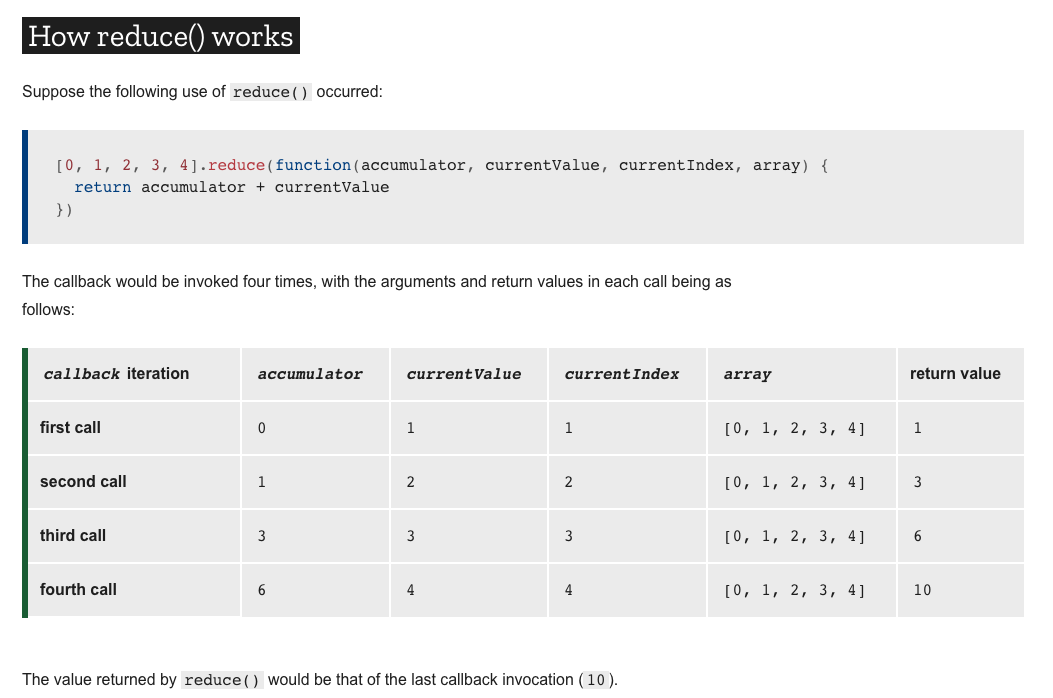 How reduce() works
Suppose the following use of reduce() occurred:
[0, 1, 2, 3, 4].reduce(function(accumulator, currentValue, currentIndex, array) {
  return accumulator + currentValue
})
The callback would be invoked four times, with the arguments and return values in each call being as
follows:
callback iteration accumulator currentValue currentIndex array return value
first call 0 1 1 [0, 1, 2, 3, 4] 1
second call 1 2 2 [0, 1, 2, 3, 4] 3
third call 3 3 3 [0, 1, 2, 3, 4] 6
fourth call 6 4 4 [0, 1, 2, 3, 4] 10
The value returned by reduce() would be that of the last callback invocation (10).